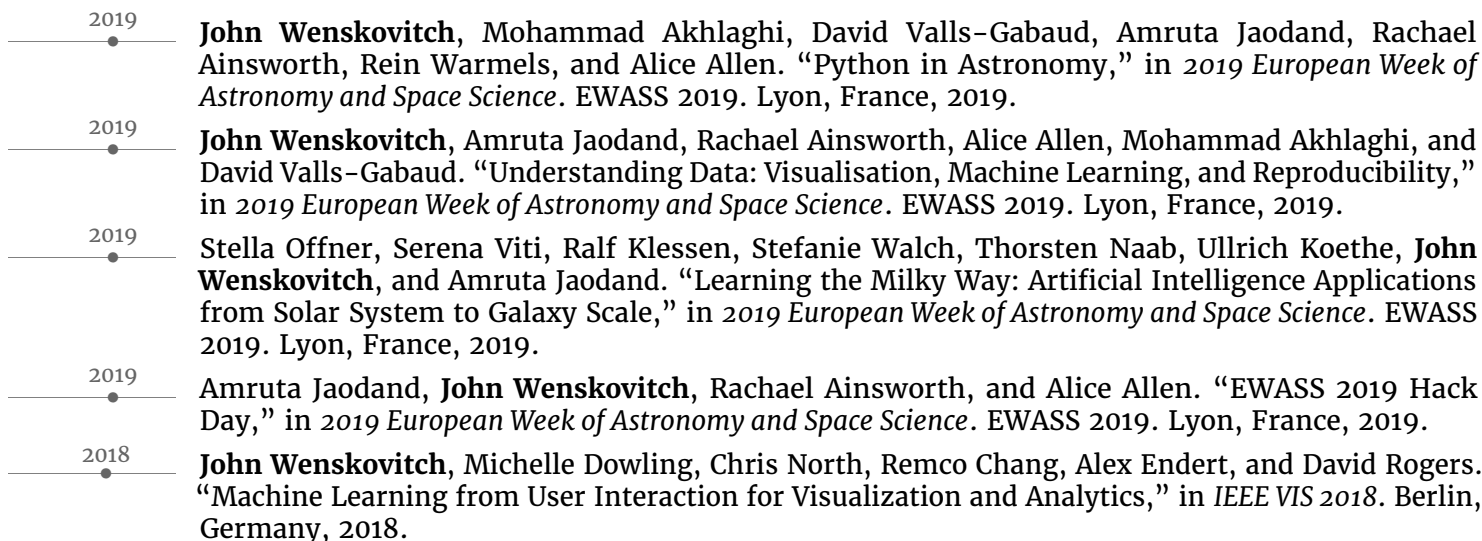 2019
John Wenskovitch, Mohammad Akhlaghi, David Valls-Gabaud, Amruta Jaodand, Rachael
Ainsworth, Rein Warmels, and Alice Allen. “Python in Astronomy,” in 2019 European Week of
Astronomy and Space Science. EWASS 2019. Lyon, France, 2019.
2019
John Wenskovitch, Amruta Jaodand, Rachael Ainsworth, Alice Allen, Mohammad Akhlaghi, and
David Valls-Gabaud. “Understanding Data: Visualisation, Machine Learning, and Reproducibility,”
in 2019 European Week of Astronomy and Space Science. EWASS 2019. Lyon, France, 2019.
2019
Stella Offner, Serena Viti, Ralf Klessen, Stefanie Walch, Thorsten Naab, Ullrich Koethe, John
Wenskovitch, and Amruta Jaodand. “Learning the Milky Way: Artificial Intelligence Applications
from Solar System to Galaxy Scale,” in 2019 European Week of Astronomy and Space Science. EWASS
2019. Lyon, France, 2019.
2019
Amruta Jaodand, John Wenskovitch, Rachael Ainsworth, and Alice Allen. “EWASS 2019 Hack
Day,” in 2019 European Week of Astronomy and Space Science. EWASS 2019. Lyon, France, 2019.
2018
John Wenskovitch, Michelle Dowling, Chris North, Remco Chang, Alex Endert, and David Rogers.
“Machine Learning from User Interaction for Visualization and Analytics,” in IEEE VIS 2018. Berlin,
Germany, 2018.